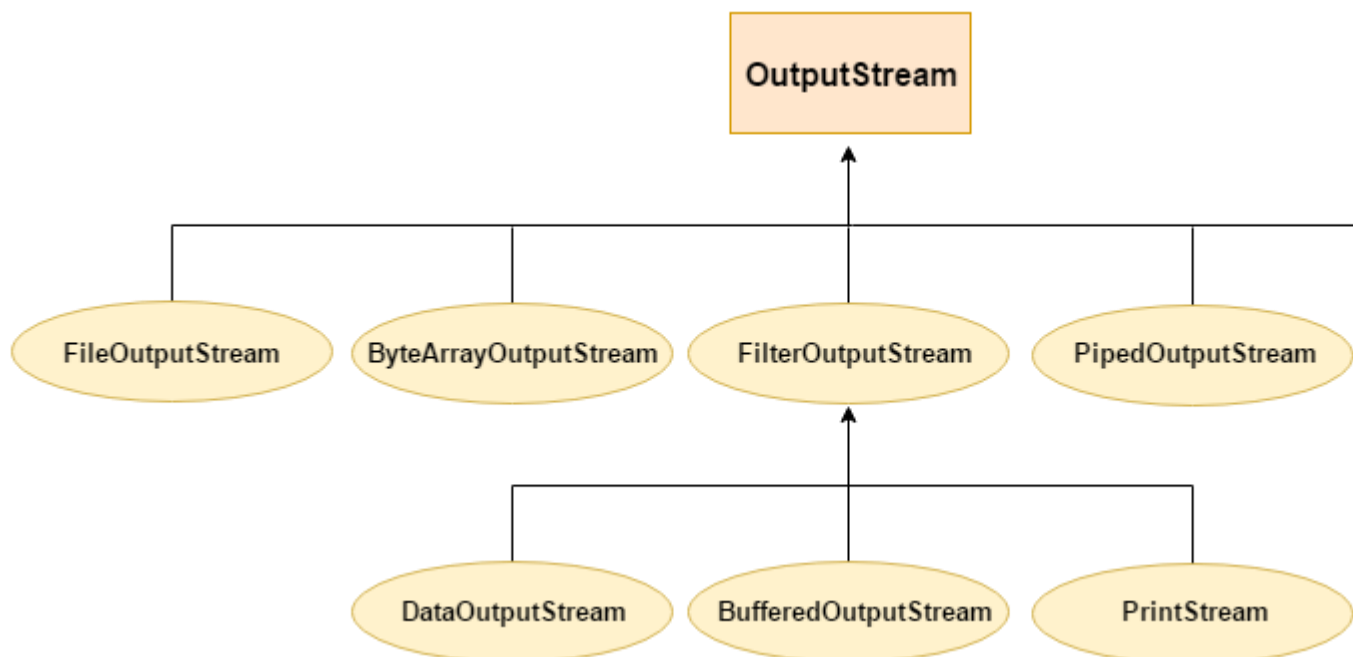 OutputStream
FileOutputStream
ByteArrayOutputStream
FilterOutputStream
PipedOutputStream
DataOutputStream
BufferedOutputStream
PrintStream